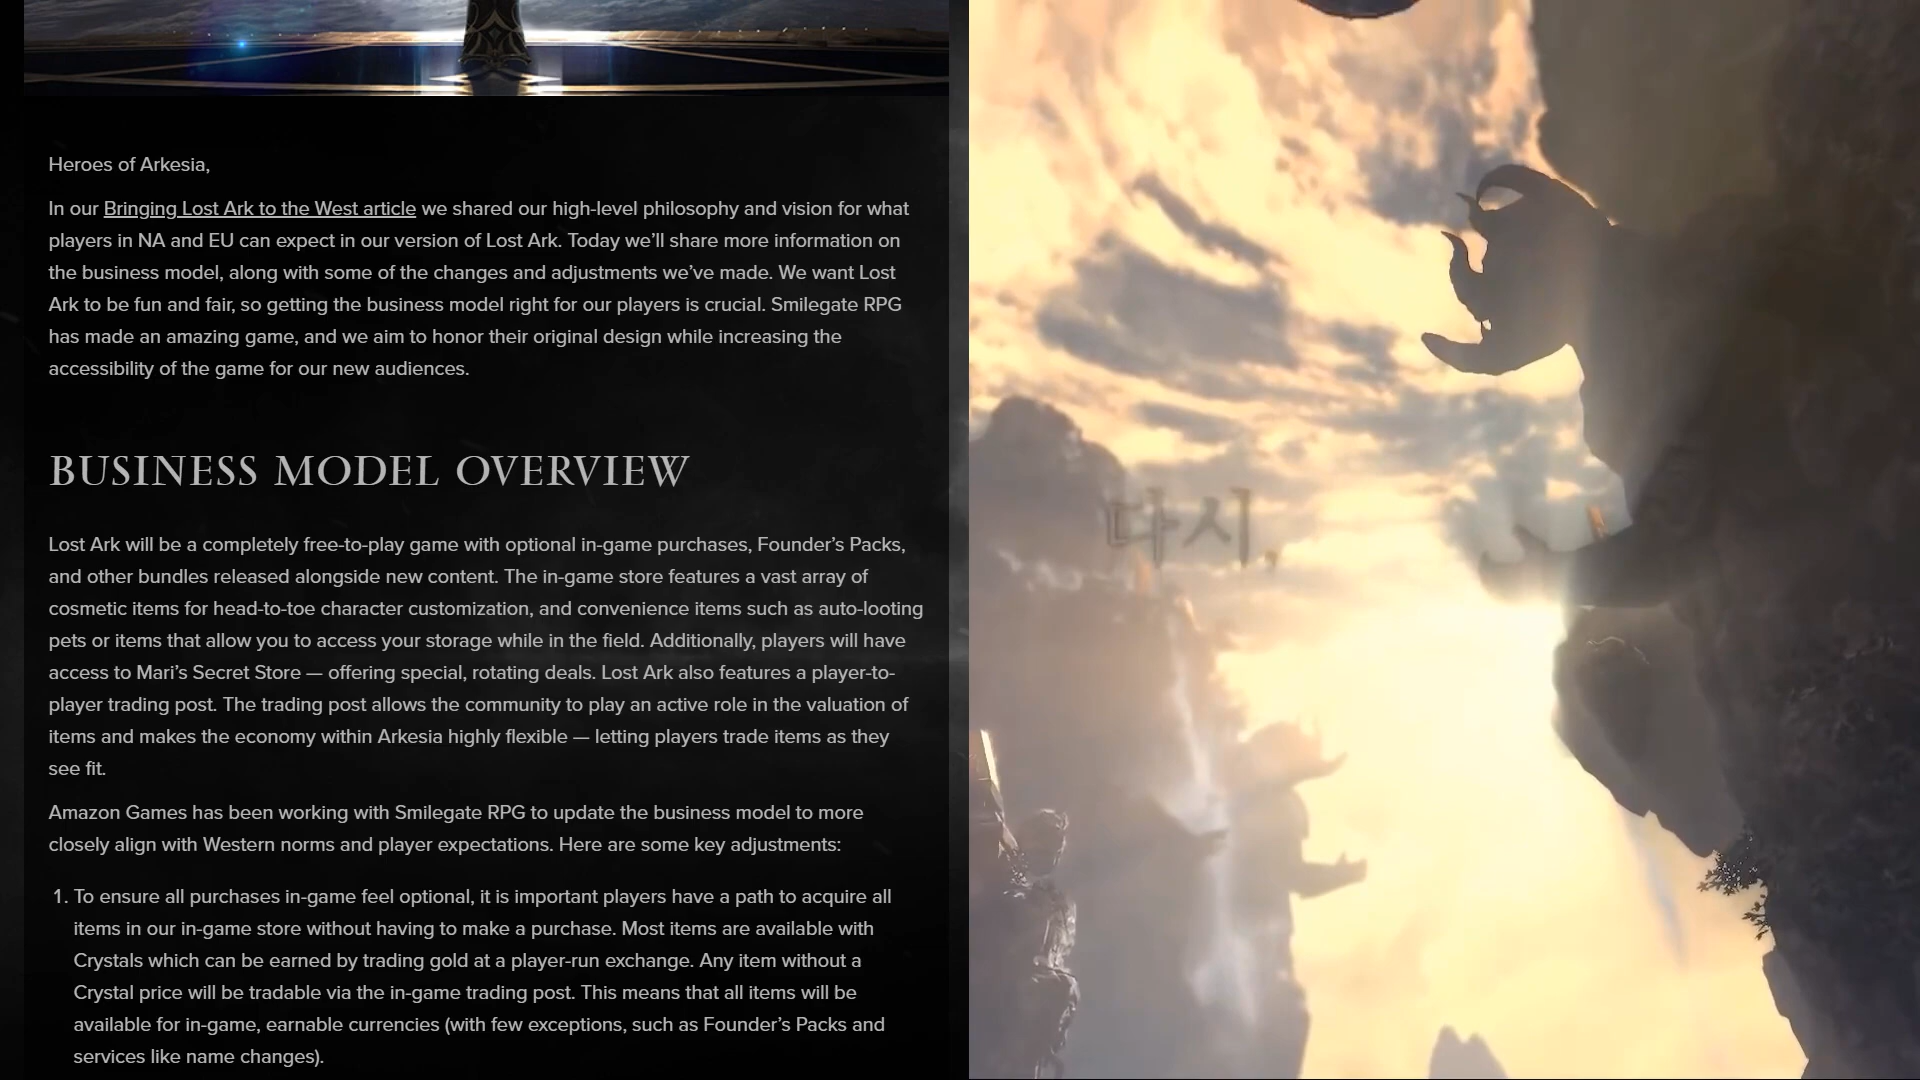 Heroes of Arkesia,
In our Bringing Lost Ark to the West article we shared our high-level philosophy and vision for what
players in NA and EU can expect in our version of Lost Ark. Today we’ll share more information on
the business model, along with some of the changes and adjustments we’ve made. We want Lost
Ark to be fun and fair, so getting the business model right for our players is crucial. Smilegate RPG
has made an amazing game, and we aim to honor their original design while increasing the
accessibility of the game for our new audiences.
BUSINESS MODEL OVERVIEW
Lost Ark will be a completely free-to-play game with optional in-game purchases, Founder’s Packs,
and other bundles released alongside new content. The in-game store features a vast array of
cosmetic items for head-to-toe character customization, and convenience items such as auto-looting
pets or items that allow you to access your storage while in the field. Additionally, players will have
access to Mari’s Secret Store — offering special, rotating deals. Lost Ark also features a player-to-
player trading post. The trading post allows the community to play an active role in the valuation of
items and makes the economy within Arkesia highly flexible — letting players trade items as they
see fit.
Amazon Games has been working with Smilegate RPG to update the business model to more
closely align with Western norms and player expectations. Here are some key adjustments:
1. To ensure all purchases in-game feel optional, it is important players have a path to acquire all
items in our in-game store without having to make a purchase. Most items are available with
Crystals which can be earned by trading gold at a player-run exchange. Any item without a
Crystal price will be tradable via the in-game trading post. This means that all items will be
available for in-game, earnable currencies (with few exceptions, such as Founder’s Packs and
services like name changes).
다시,